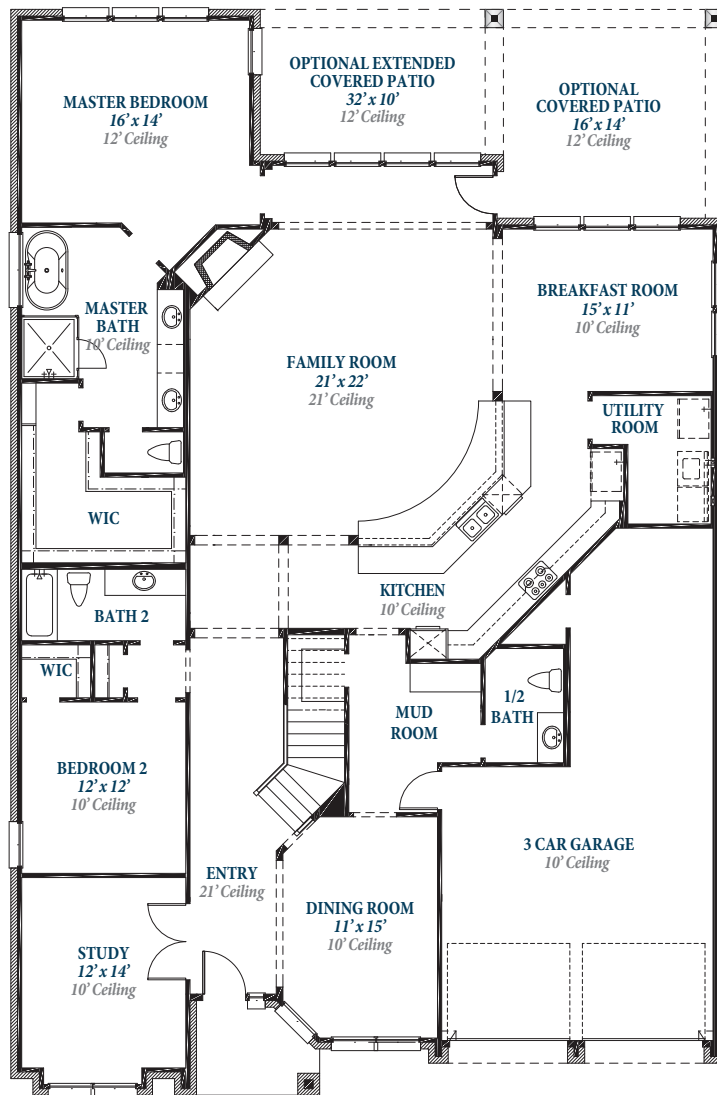 MASTER BEDROOM
16’ x 14’
12’ Ceiling
OPTIONAL EXTENDED
COVERED PATIO
32’ x 10’
12’ Ceiling
OPTIONAL
COVERED PATIO
16’ x 14’
12’ Ceiling
MASTER
BATH
10’ Ceiling
FAMILY ROOM
21’ x 22’
21’ Ceiling
BREAKFAST ROOM
15’ x 11’
10’ Ceiling
UTILITY
ROOM
WIC
KITCHEN
10’ Ceiling
BATH 2
WIC
MUD
ROOM
1/2
BATH
BEDROOM 2
12’ x 12’
10’ Ceiling
ENTRY
21’ Ceiling
3 CAR GARAGE
10’ Ceiling
DINING ROOM
11’ x 15’
10’ Ceiling
STUDY
12’ x 14’
10’ Ceiling